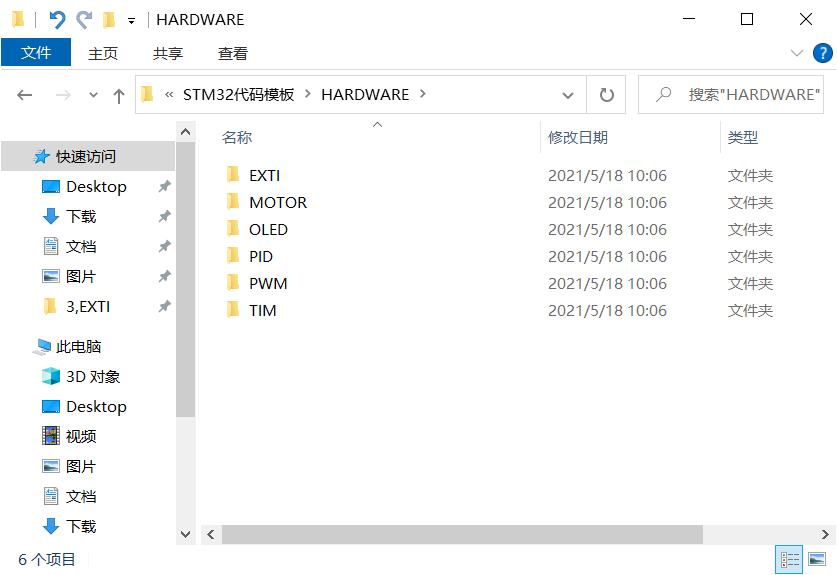 HARDWARE
文件 主页 共享 查看
« STM32代码模板 > HARDWARE > 搜索"HARDWARE"
名称 修改日期 类型
快速访问
Desktop
下载
文档
图片
3,EXTI
此电脑
3D 对象
Desktop
视频
图片
文档
下载
EXTI 2021/5/18 10:06 文件夹
MOTOR 2021/5/18 10:06 文件夹
OLED 2021/5/18 10:06 文件夹
PID 2021/5/18 10:06 文件夹
PWM 2021/5/18 10:06 文件夹
TIM 2021/5/18 10:06 文件夹
6 个项目